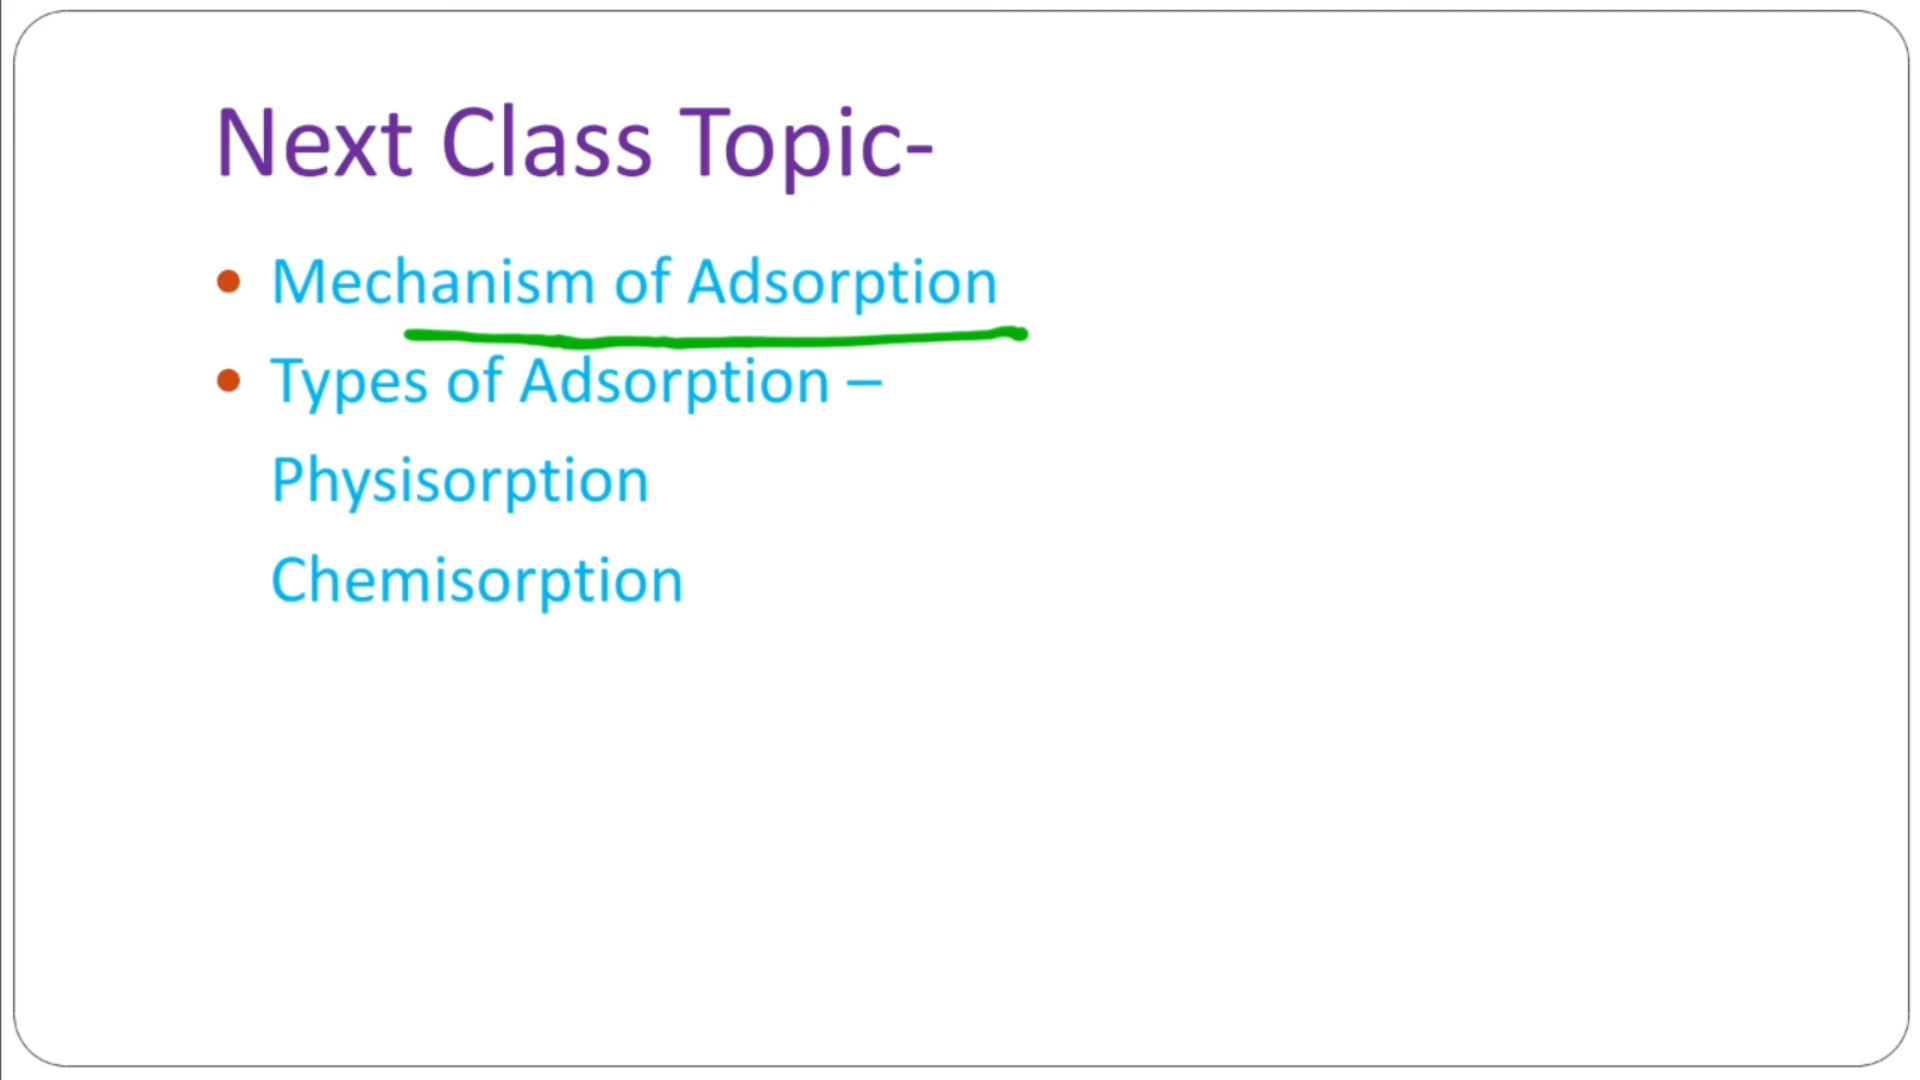 Next Class Topic-
• Mechanism of Adsorption
• Types of Adsorption –
Physisorption
Chemisorption